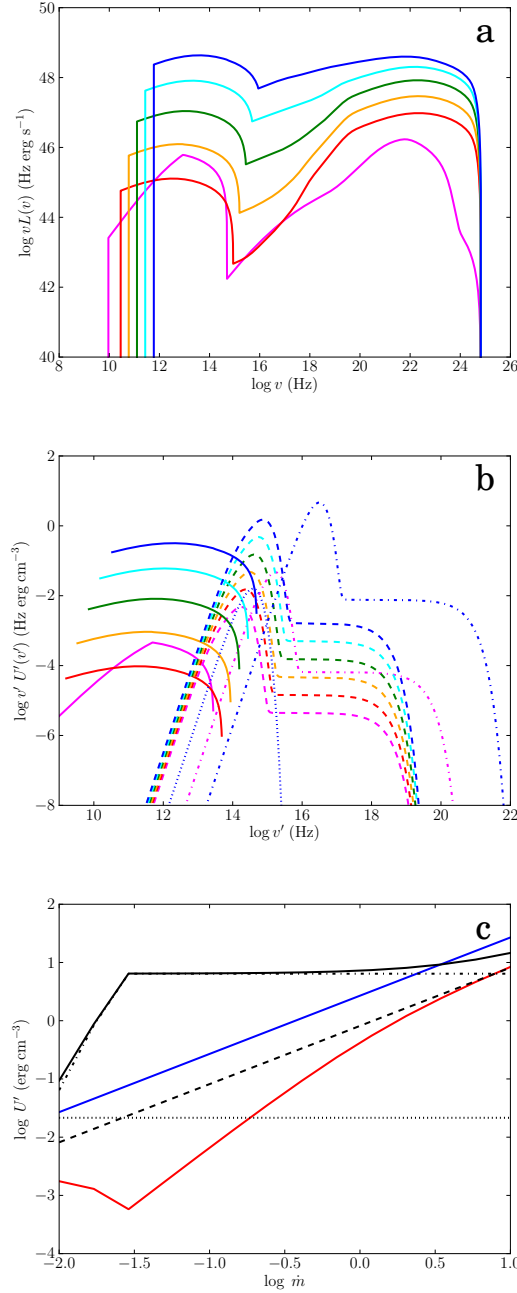 a
log ν L(ν) (Hz erg s⁻¹)
50
48
46
44
42
40
8 10 12 14 16 18 20 22 24 26
log ν (Hz)
b
log ν′ U′(ν′) (Hz erg cm⁻³)
2
0
−2
−4
−6
−8
10 12 14 16 18 20 22
log ν′ (Hz)
c
log U′ (erg cm⁻³)
2
1
0
−1
−2
−3
−4
−2.0 −1.5 −1.0 −0.5 0.0 0.5 1.0
log ṁ